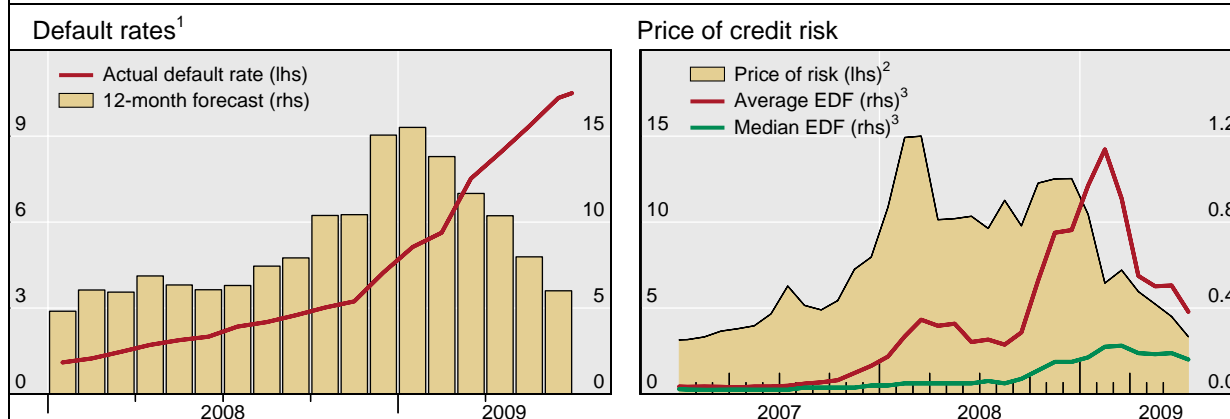 Default rates1
Actual default rate (lhs)
12-month forecast (rhs)
9 15
6 10
3 5
0 0
2008 2009
Price of credit risk
Price of risk (lhs)2
Average EDF (rhs)3
Median EDF (rhs)3
15 1.2
10 0.8
5 0.4
0 0.0
2007 2008 2009